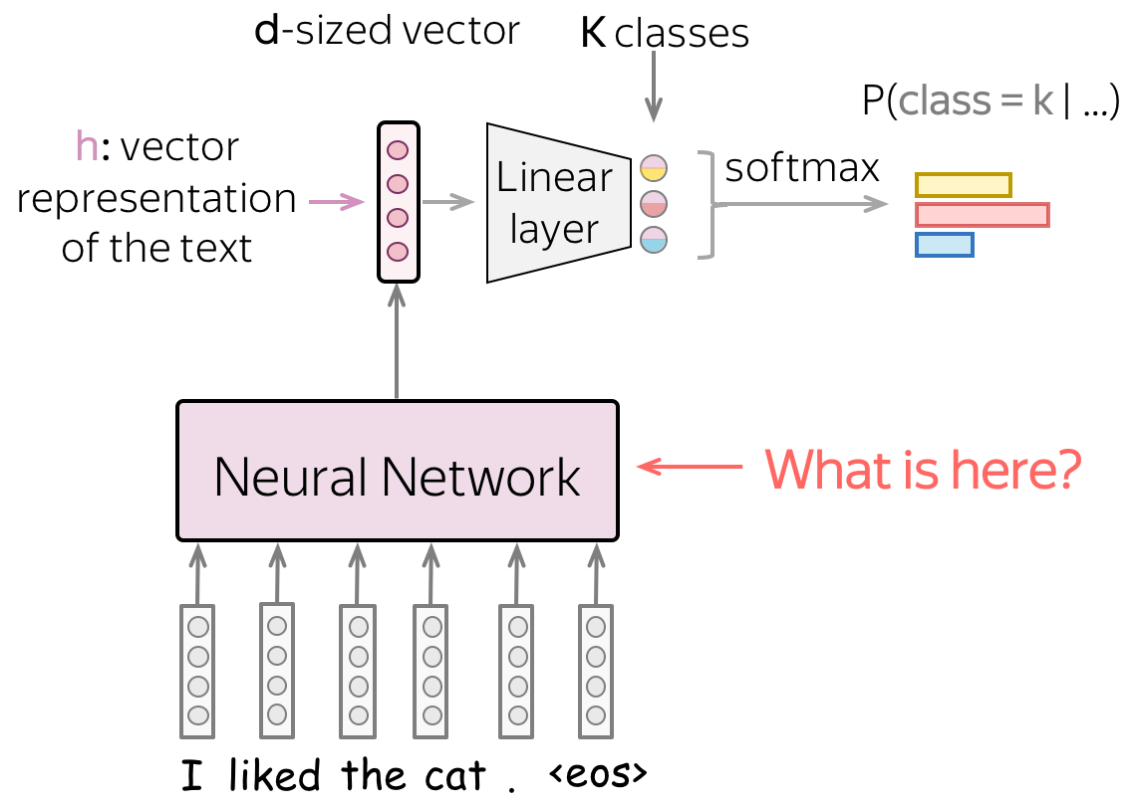 d-sized vector
K classes
P(class = k | ...)
h: vector
representation
of the text
Linear
layer
softmax
Neural Network
What is here?
I liked the cat . <eos>